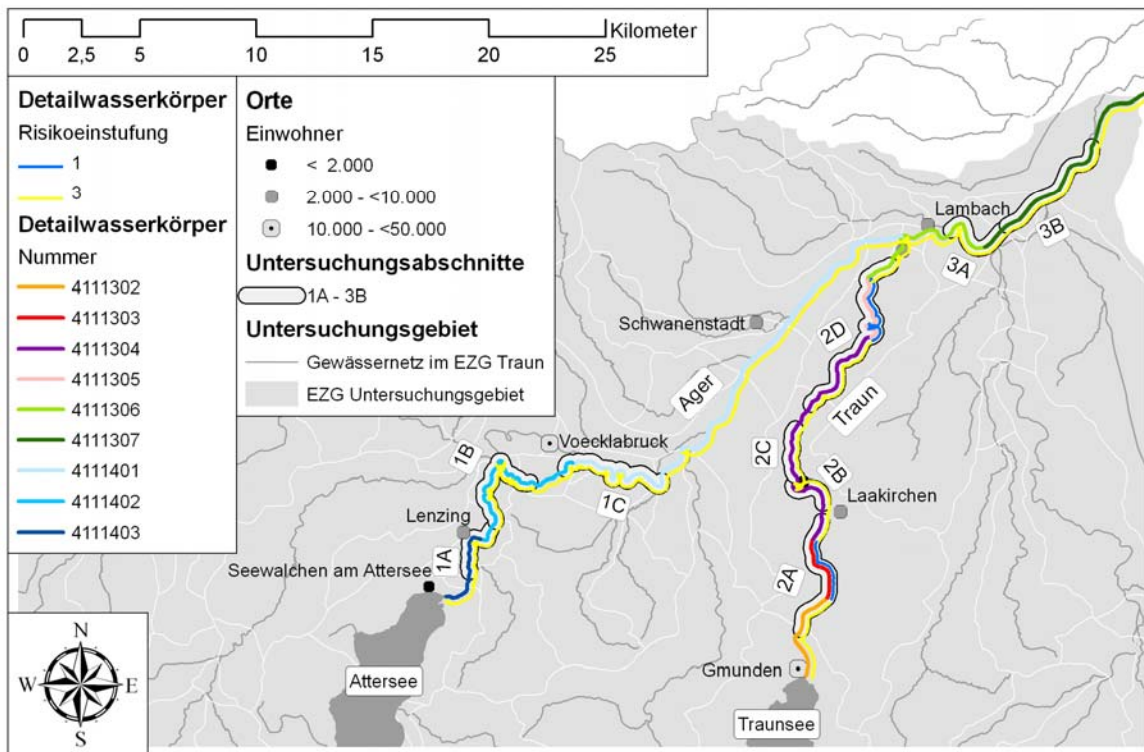 Kilometer
0 2,5 5 10 15 20 25
Detailwasserkörper
Risikoeinstufung
1
3
Detailwasserkörper
Nummer
4111302
4111303
4111304
4111305
4111306
4111307
4111401
4111402
4111403
Orte
Einwohner
< 2.000
2.000 - <10.000
10.000 - <50.000
Untersuchungsabschnitte
1A - 3B
Untersuchungsgebiet
Gewässernetz im EZG Traun
EZG Untersuchungsgebiet
Lambach
3B
3A
Schwanenstadt
2D
Ager
Traun
Voecklabruck
1B
2C
2B
1C
Laakirchen
Lenzing
1A
Seewalchen am Attersee
2A
Gmunden
Attersee
Traunsee
N
W E
S